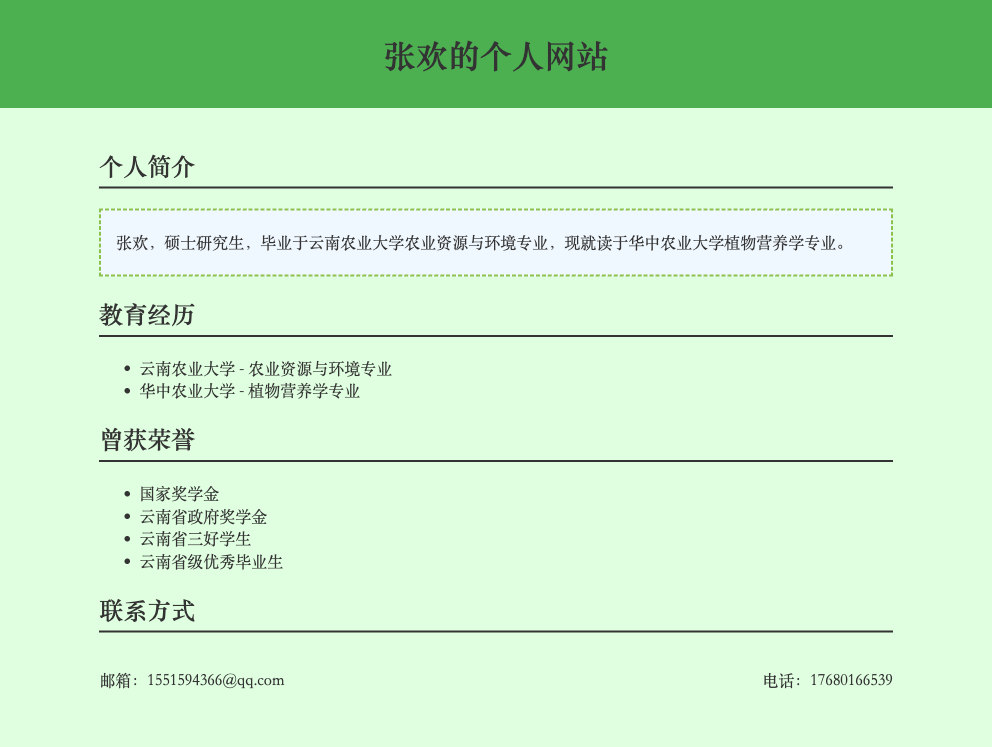 张欢的个人网站
个人简介
张欢，硕士研究生，毕业于云南农业大学农业资源与环境专业，现就读于华中农业大学植物营养学专业。
教育经历
云南农业大学 - 农业资源与环境专业
华中农业大学 - 植物营养学专业
曾获荣誉
国家奖学金
云南省政府奖学金
云南省三好学生
云南省级优秀毕业生
联系方式
邮箱：1551594366@qq.com 电话：17680166539